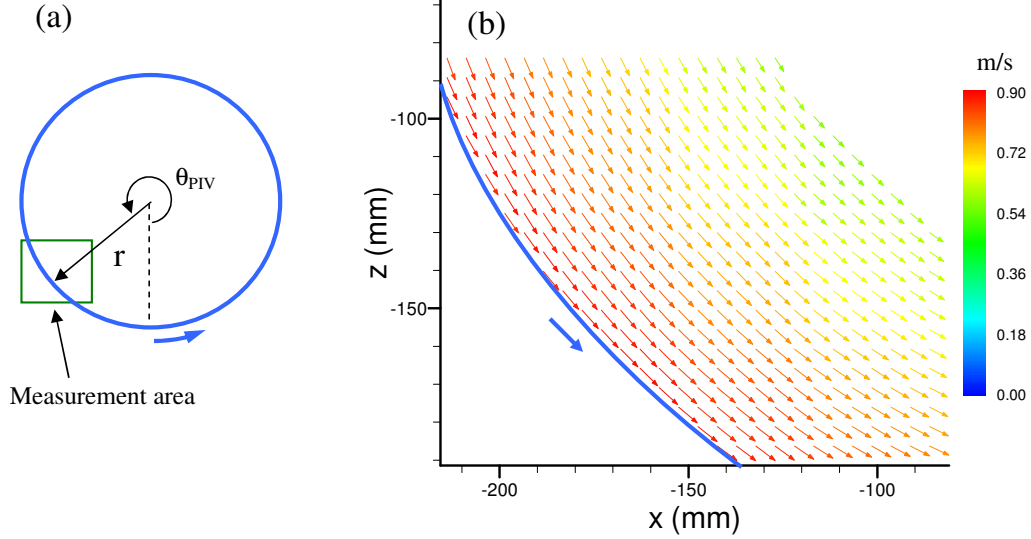 (a)
θPIV
r
Measurement area
(b)
m/s
0.90
0.72
0.54
0.36
0.18
0.00
-100
-150
z (mm)
-200
-150
-100
x (mm)